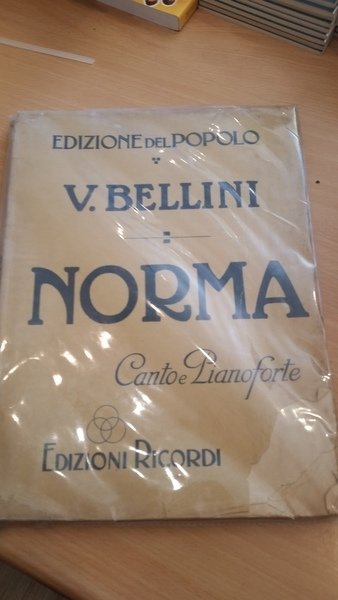 EDIZIONE DEL POPOLO
V. BELLINI
NORMA
Canto e Pianoforte
EDIZIONI RICORDI